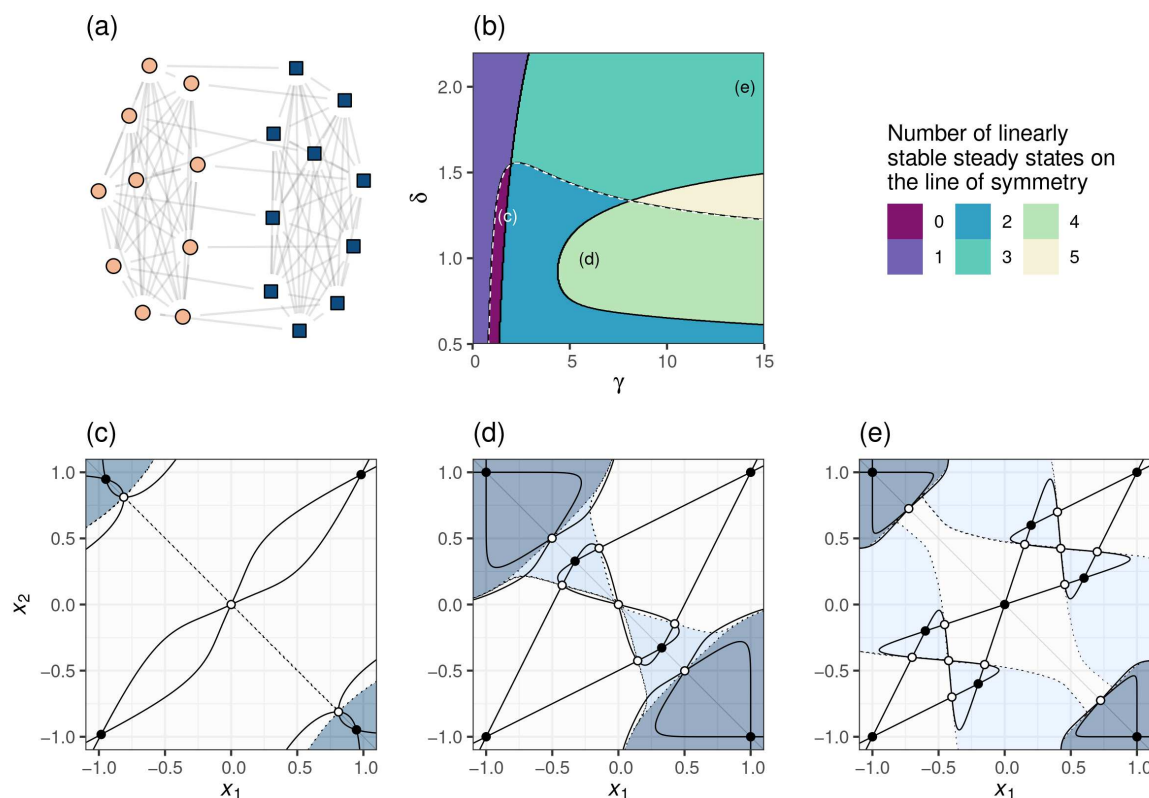 (a)
(b)
2.0
1.5
1.0
0.5
δ
(e)
(c)
(d)
0
5
10
15
γ
Number of linearly
stable steady states on
the line of symmetry
0
2
4
1
3
5
(c)
1.0
0.5
0.0
−0.5
−1.0
x2
−1.0
−0.5
0.0
0.5
1.0
x1
(d)
1.0
0.5
0.0
−0.5
−1.0
−1.0
−0.5
0.0
0.5
1.0
x1
(e)
1.0
0.5
0.0
−0.5
−1.0
−1.0
−0.5
0.0
0.5
1.0
x1